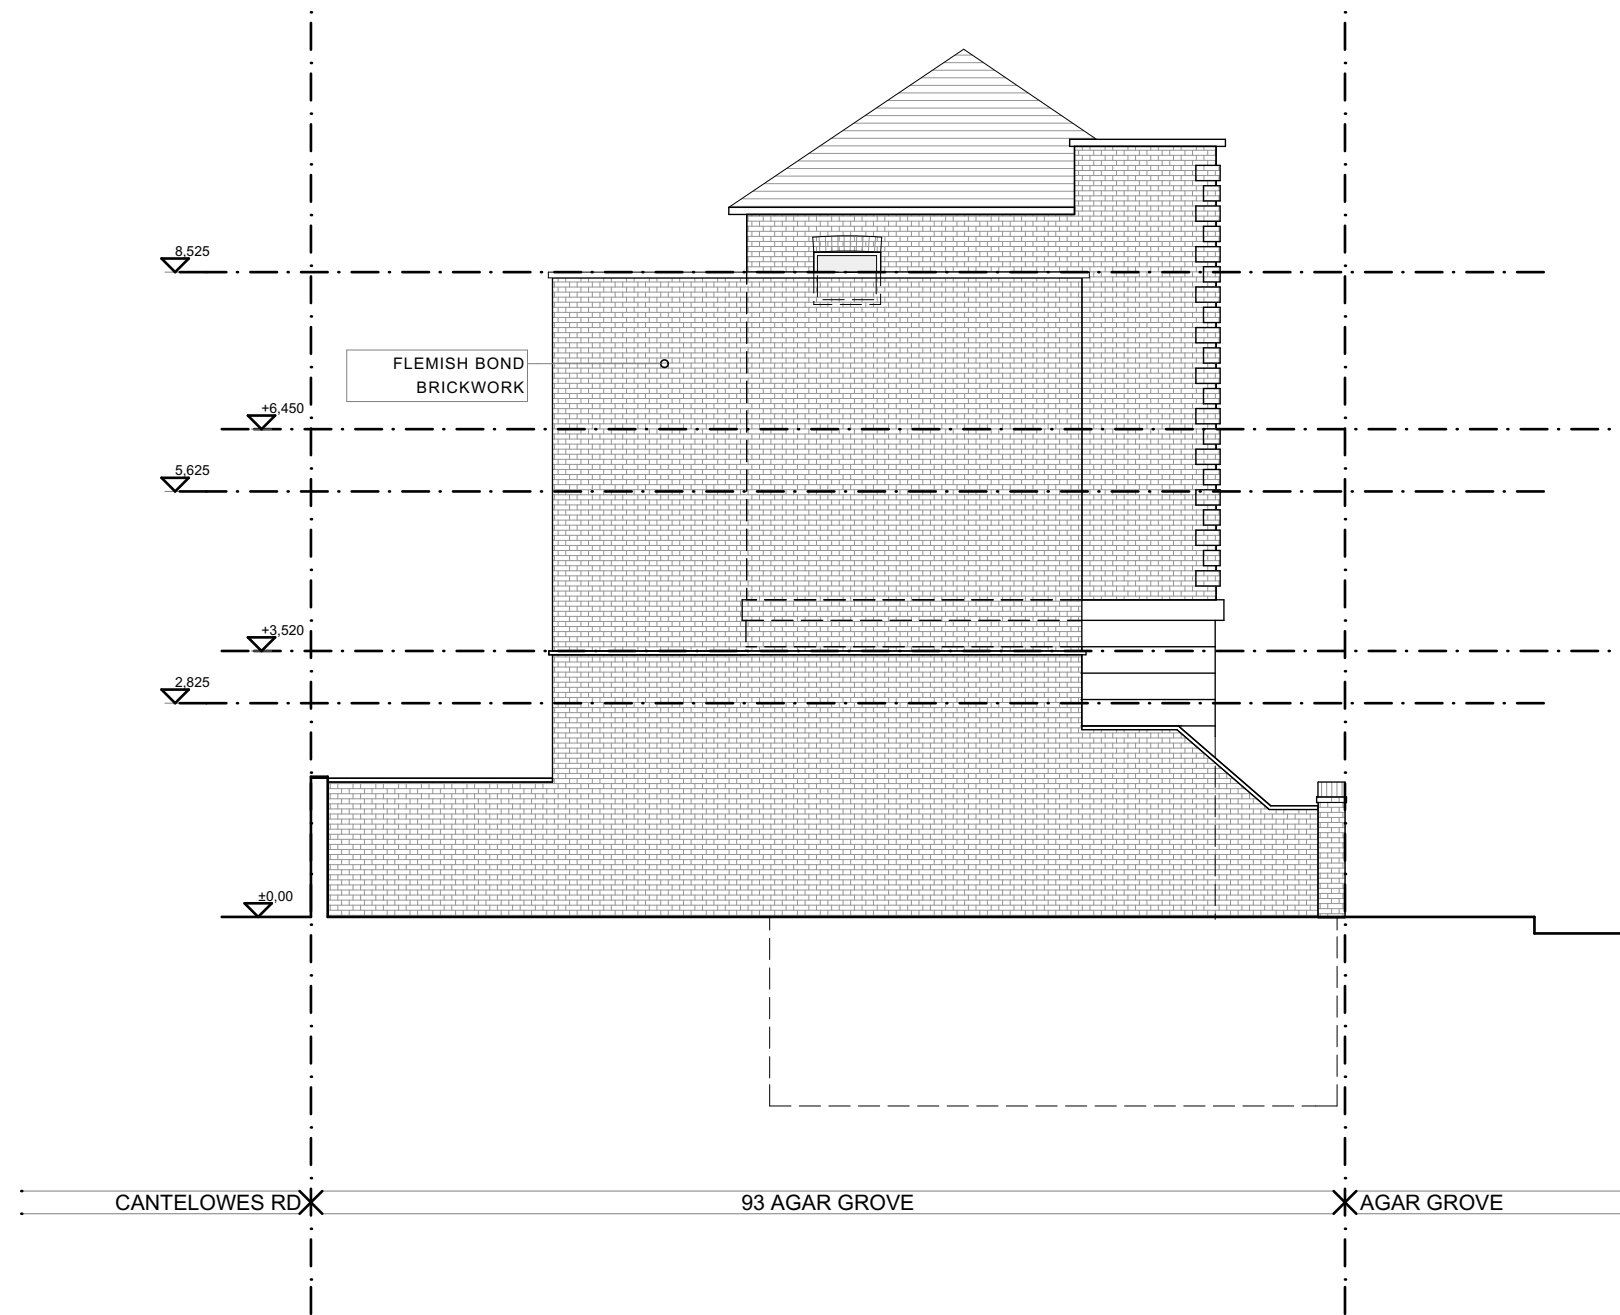 8,525
FLEMISH BOND
BRICKWORK
+6,450
5,625
+3,520
2,825
±0,00
CANTELOWES RD
93 AGAR GROVE
AGAR GROVE